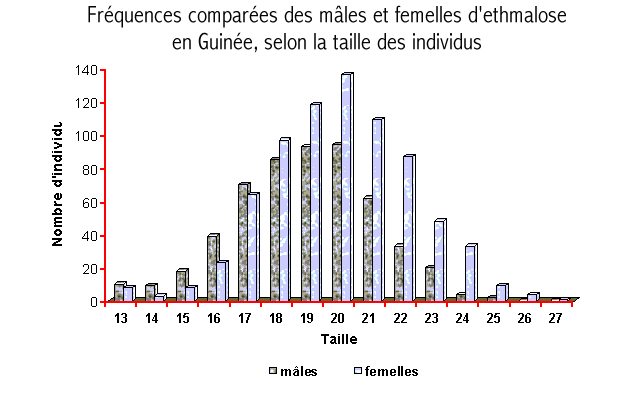 Fréquences comparées des mâles et femelles d'ethmalose
en Guinée, selon la taille des individus
140
120
100
80
60
40
20
0
Nombre d'individu
13 14 15 16 17 18 19 20 21 22 23 24 25 26 27
Taille
mâles femelles